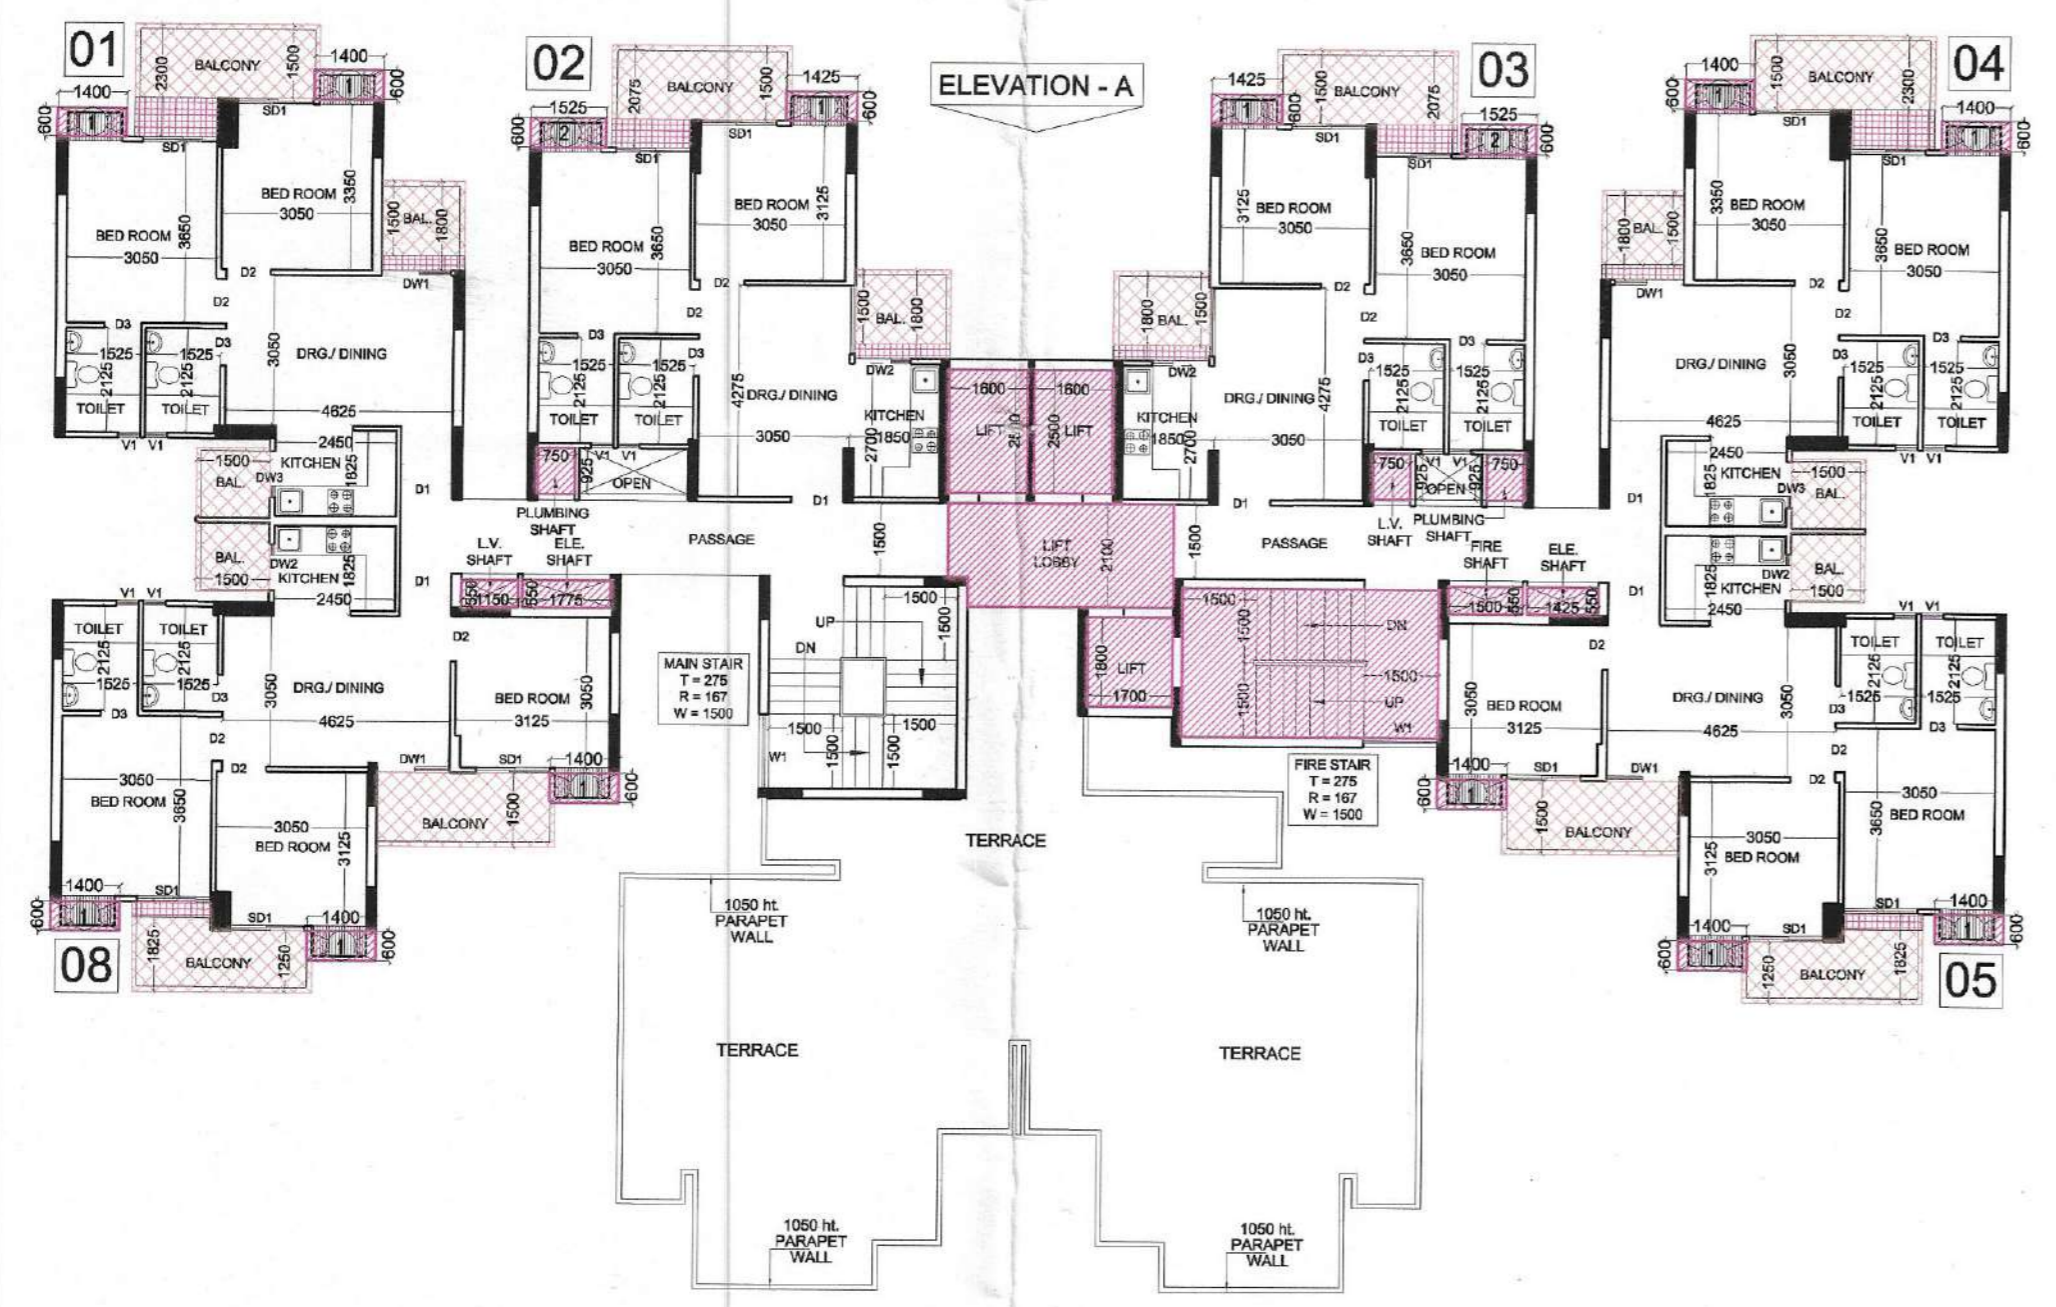 01
BALCONY
2300
1500
1400
600
1400
600
1
1
SD1
SD1
BED ROOM
3050
3350
BED ROOM
3050
3650
1500
BAL.
1800
D2
D2
DW1
D3
D3
1525
1525
2125
2125
TOILET
TOILET
V1 V1
3050
DRG./ DINING
4625
2450
KITCHEN
1825
1500
BAL.
DW3
D1
02
BALCONY
2075
1500
1425
600
1525
600
2
1
SD1
SD1
BED ROOM
3050
3125
BED ROOM
3050
3650
D2
D2
1500
BAL.
1800
D3
D3
1525
1525
2125
2125
TOILET
TOILET
4275
DRG./ DINING
3050
DW2
KITCHEN
1850
2700
750
925
V1 V1
OPEN
D1
PLUMBING
SHAFT
L.V.
SHAFT
ELE.
SHAFT
550
1150
550
1775
PASSAGE
1500
ELEVATION - A
1600
1600
LIFT
2500
2500
LIFT
LIFT
LOBBY
2100
03
BALCONY
1500
2075
1425
600
1525
600
1
2
SD1
SD1
3125
BED ROOM
3050
3650
BED ROOM
3050
D2
D2
1800
BAL.
1500
D3
D3
1525
1525
2125
2125
TOILET
TOILET
DRG./ DINING
4275
3050
DW2
KITCHEN
1850
2700
750
925
V1
OPEN
925
750
D1
L.V.
SHAFT
PLUMBING
SHAFT
FIRE
SHAFT
ELE.
SHAFT
1500
550
1425
550
PASSAGE
1500
04
BALCONY
1500
2300
1400
600
1400
600
1
1
SD1
SD1
3350
BED ROOM
3050
3650
BED ROOM
3050
1800
BAL.
1500
DW1
D2
D2
D3
D3
1525
1525
2125
2125
TOILET
TOILET
V1 V1
DRG./ DINING
3050
4625
2450
KITCHEN
1825
DW3
1500
BAL.
D1
BAL.
1500
DW2
KITCHEN
1825
2450
D1
V1 V1
TOILET
TOILET
2125
2125
1525
1525
D3
D3
3050
DRG./ DINING
4625
D2
BED ROOM
3125
3050
D2
D2
3050
BED ROOM
3650
3050
BED ROOM
3125
DW1
SD1
1400
600
1
BALCONY
1500
SD1
SD1
1400
600
1
1400
600
1
1825
BALCONY
1250
08
MAIN STAIR
T = 275
R = 167
W = 1500
UP
DN
1500
1500
1500
1500
1500
1500
W1
LIFT
1800
1700
1500
1500
1500
1500
DN
UP
W1
FIRE STAIR
T = 275
R = 167
W = 1500
D1
1825
KITCHEN
2450
DW2
BAL.
1500
V1 V1
TOILET
TOILET
2125
2125
1525
1525
D3
D3
DRG./ DINING
4625
3050
D2
3050
BED ROOM
3125
D2
D2
3650
3050
BED ROOM
3125
3050
BED ROOM
DW1
SD1
1400
600
1
1500
BALCONY
SD1
SD1
1400
600
1
1400
600
1
1250
BALCONY
1825
05
TERRACE
1050 ht.
PARAPET
WALL
1050 ht.
PARAPET
WALL
TERRACE
TERRACE
1050 ht.
PARAPET
WALL
1050 ht.
PARAPET
WALL